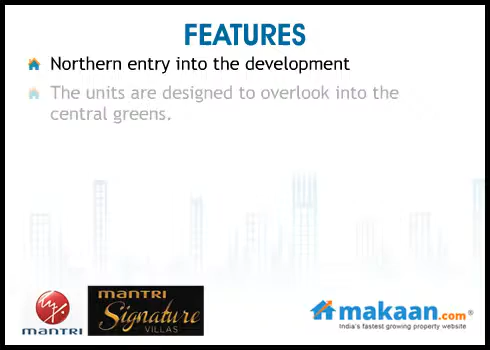 FEATURES
Northern entry into the development
The units are designed to overlook into the
central greens.
mantri
Signature
VILLAS
MANTRI
makaan.com®
India's fastest growing property website